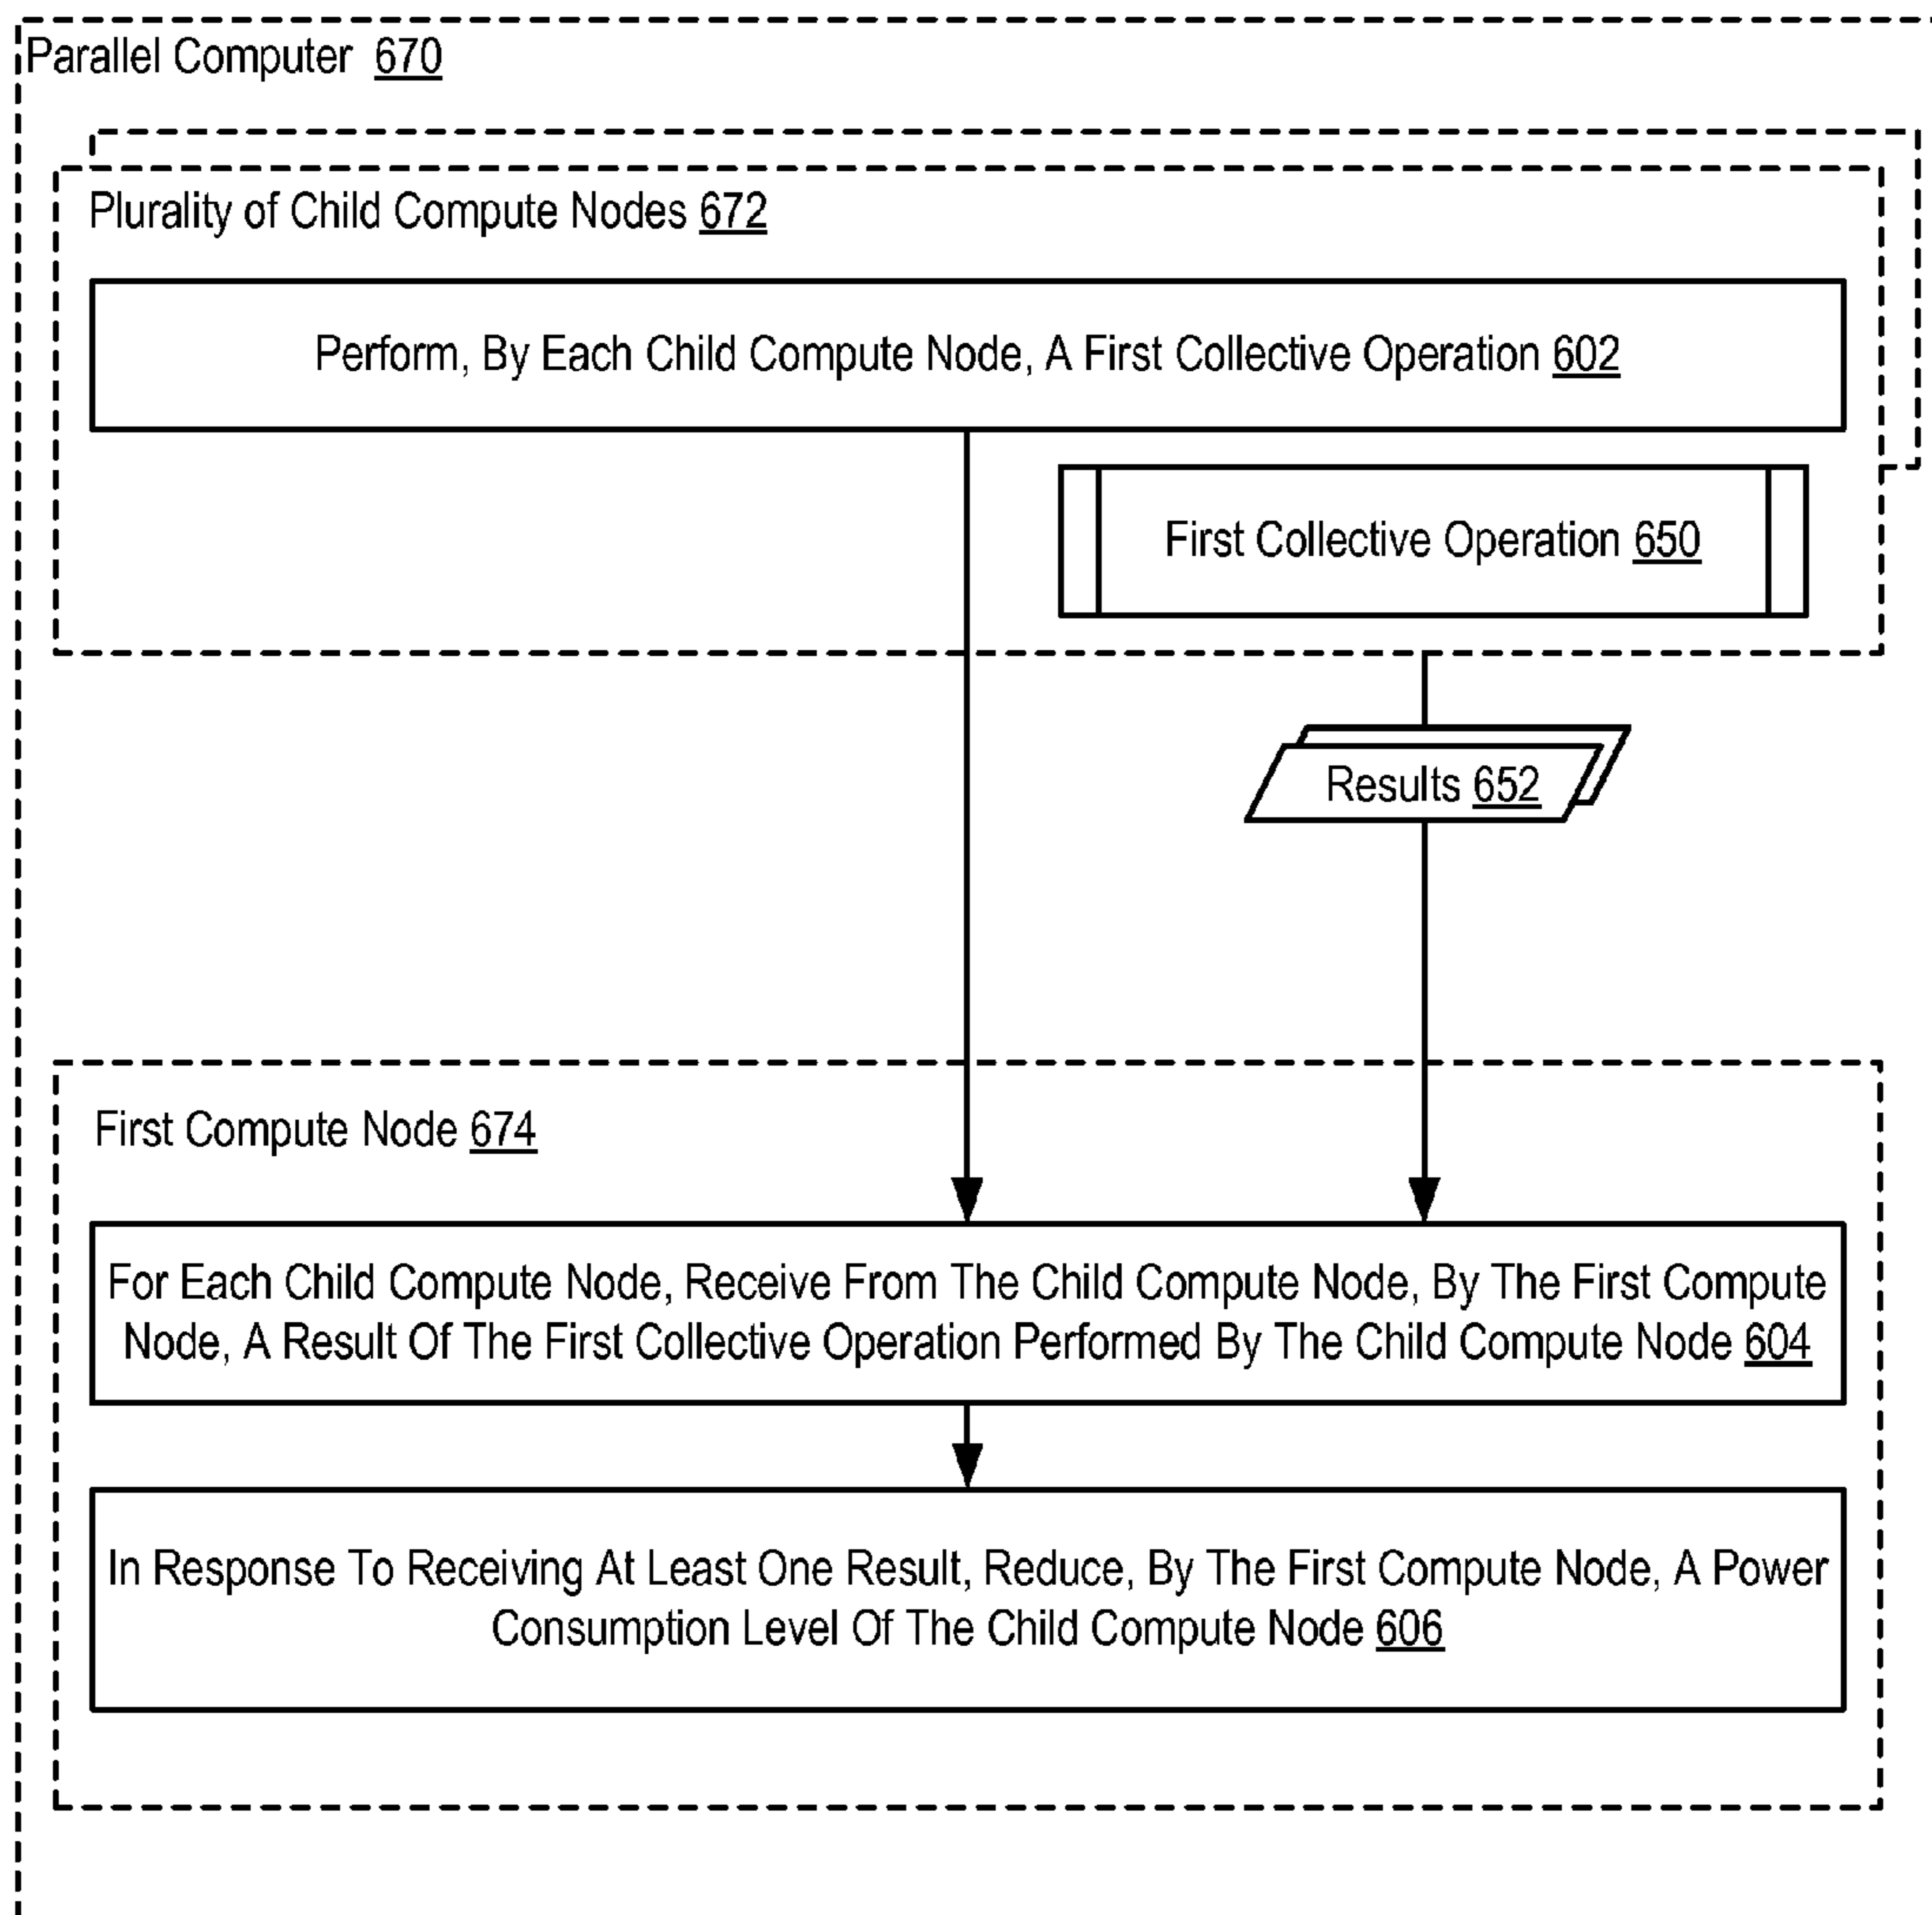 Parallel Computer 670
Plurality of Child Compute Nodes 672
Perform, By Each Child Compute Node, A First Collective Operation 602
First Collective Operation 650
Results 652
First Compute Node 674
For Each Child Compute Node, Receive From The Child Compute Node, By The First Compute
Node, A Result Of The First Collective Operation Performed By The Child Compute Node 604
In Response To Receiving At Least One Result, Reduce, By The First Compute Node, A Power
Consumption Level Of The Child Compute Node 606